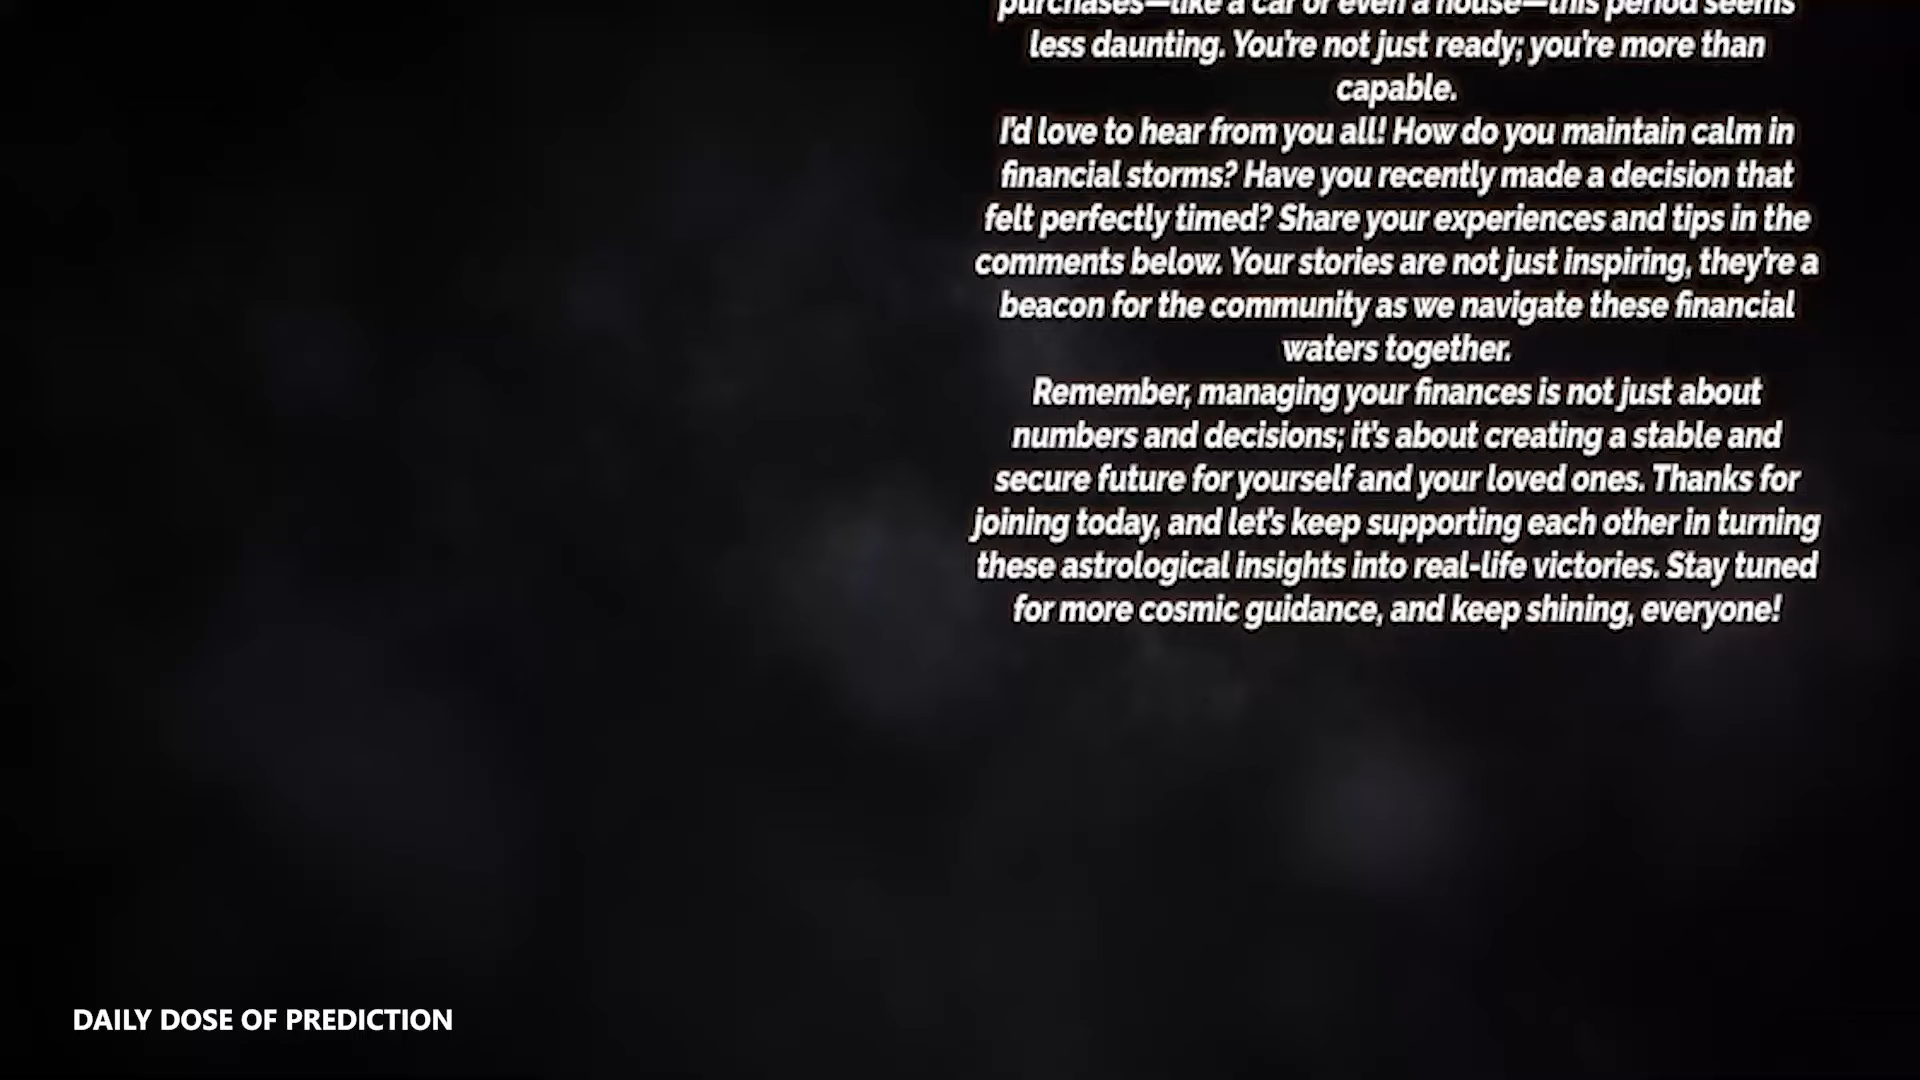 purchases—like a car or even a house—this period seems
less daunting. You're not just ready; you're more than
capable.
I'd love to hear from you all! How do you maintain calm in
financial storms? Have you recently made a decision that
felt perfectly timed? Share your experiences and tips in the
comments below. Your stories are not just inspiring, they're a
beacon for the community as we navigate these financial
waters together.
Remember, managing your finances is not just about
numbers and decisions; it's about creating a stable and
secure future for yourself and your loved ones. Thanks for
joining today, and let's keep supporting each other in turning
these astrological insights into real-life victories. Stay tuned
for more cosmic guidance, and keep shining, everyone!
DAILY DOSE OF PREDICTION